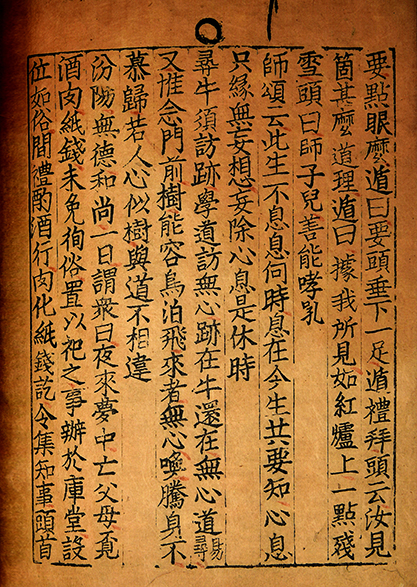 要點眼麼遁曰要頭垂下一足遁禮拜頭云汝見
箇甚麼道理遁曰據我所見如紅爐上一點殘
雪頭曰師子兒善能哮乳
師頌云此生不息息何時息在今生共要知心息
只緣無妄想妄除心息是休時
尋牛須訪跡學道訪無心跡在牛還在無心道易尋
又惟念門前樹能容鳥泊飛來者無心喚騰身不
慕歸若人心似樹與道不相違
汾陽無德和尚一日謂衆曰夜來夢中亡父母覔
酒肉紙錢未免徇俗置以祀之事辦於庫堂設
位如俗間禮酌酒行肉化紙錢訖令集知事頭首